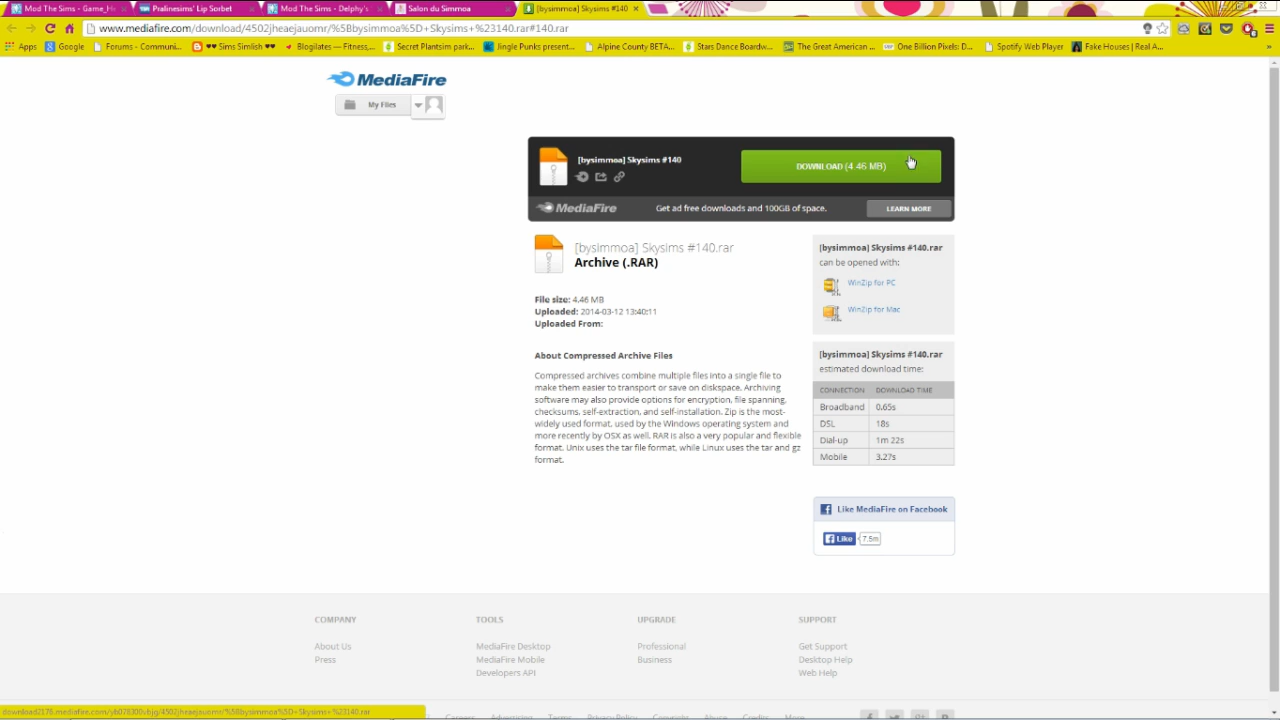 Mod The Sims - Game_H
Pralinesims' Lip Sorbet
Mod The Sims - Delphy's
Salon du Simmoa
[bysimmoa] Skysims #140
www.mediafire.com/download/4502jheaejauomr/%5Bbysimmoa%5D+Skysims+%23140.rar#140.rar
Apps
Google
Forums - Communi...
♥♥ Sims Simlish ♥♥
Blogilates — Fitness,...
Secret Plantsim park...
Jingle Punks present...
Alpine County BETA...
Stars Dance Boardw...
The Great American ...
One Billion Pixels: D...
Spotify Web Player
Fake Houses | Real A...
MediaFire
My Files
[bysimmoa] Skysims #140
DOWNLOAD (4.46 MB)
MediaFire
Get ad free downloads and 100GB of space.
LEARN MORE
[bysimmoa] Skysims #140.rar
Archive (.RAR)
File size: 4.46 MB
Uploaded: 2014-03-12 13:40:11
Uploaded From:
About Compressed Archive Files
Compressed archives combine multiple files into a single file to
make them easier to transport or save on diskspace. Archiving
software may also provide options for encryption, file spanning,
checksums, self-extraction, and self-installation. Zip is the most-
widely used format, used by the Windows operating system and
more recently by OSX as well. RAR is also a very popular and flexible
format. Unix uses the tar file format, while Linux uses the tar and gz
format.
[bysimmoa] Skysims #140.rar
can be opened with:
WinZip for PC
WinZip for Mac
[bysimmoa] Skysims #140.rar
estimated download time:
CONNECTION DOWNLOAD TIME
Broadband 0.65s
DSL 18s
Dial-up 1m 22s
Mobile 3.27s
Like MediaFire on Facebook
Like 7.5m
COMPANY
About Us
Press
TOOLS
MediaFire Desktop
MediaFire Mobile
Developers API
UPGRADE
Professional
Business
SUPPORT
Get Support
Desktop Help
Web Help
Careers Advertising Terms Privacy Policy Copyright Abuse Credits More